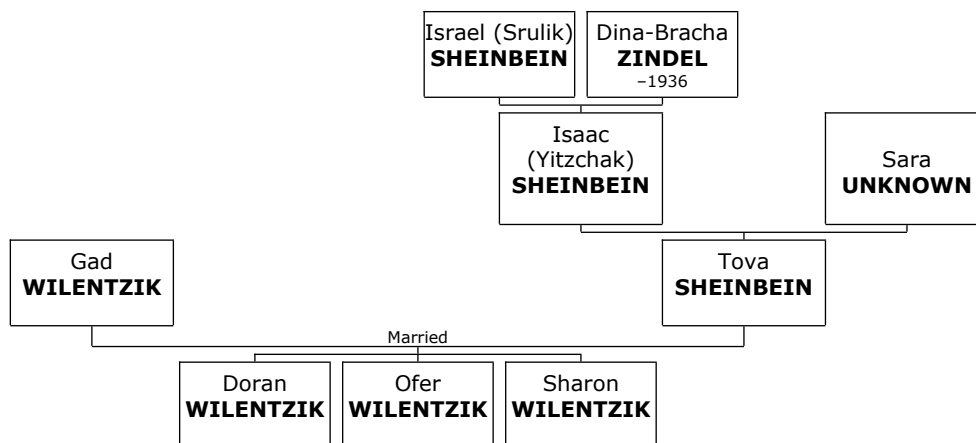 Israel (Srulik)
SHEINBEIN
Dina-Bracha
ZINDEL
–1936
Isaac
(Yitzchak)
SHEINBEIN
Sara
UNKNOWN
Gad
WILENTZIK
Tova
SHEINBEIN
Married
Doran
WILENTZIK
Ofer
WILENTZIK
Sharon
WILENTZIK